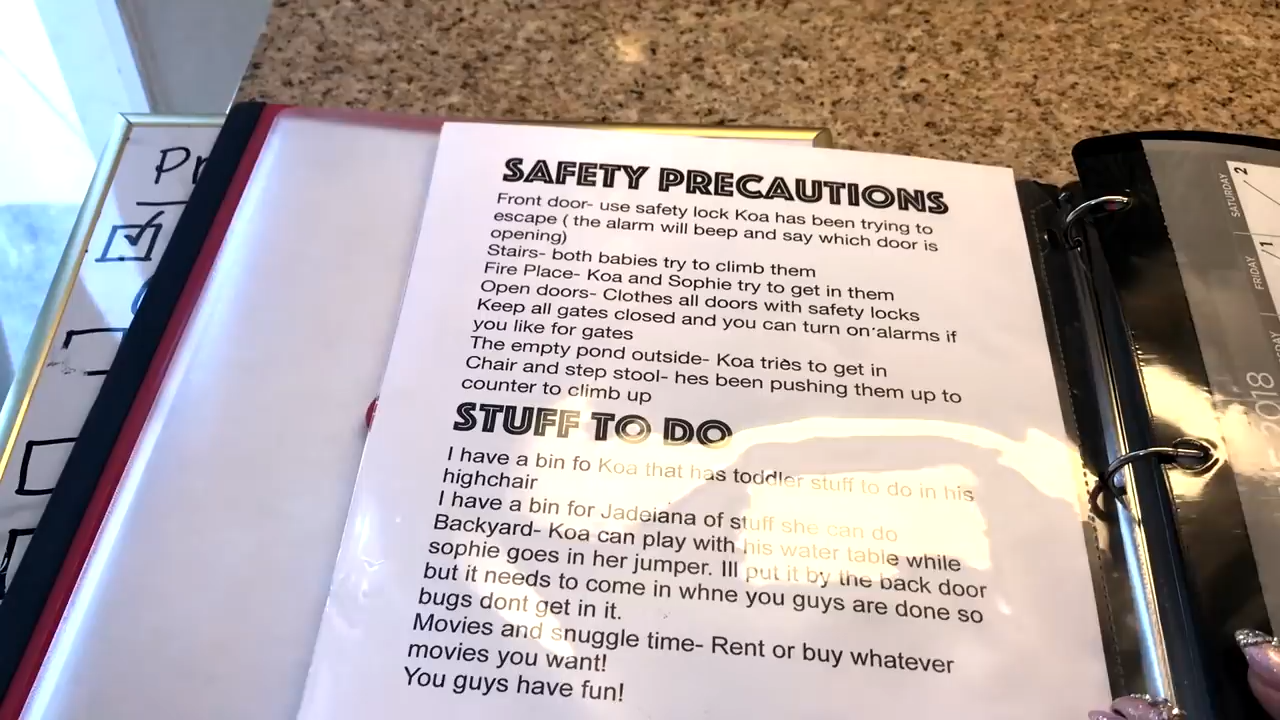 Pr
SAFETY PRECAUTIONS
Front door- use safety lock Koa has been trying to
escape ( the alarm will beep and say which door is
opening)
Stairs- both babies try to climb them
Fire Place- Koa and Sophie try to get in them
Open doors- Clothes all doors with safety locks
Keep all gates closed and you can turn on alarms if
you like for gates
The empty pond outside- Koa tries to get in
Chair and step stool- hes been pushing them up to
counter to climb up
STUFF TO DO
I have a bin fo Koa that has toddler stuff to do in his
highchair
I have a bin for Jadeiana of stuff she can do
Backyard- Koa can play with his water table while
sophie goes in her jumper. Ill put it by the back door
but it needs to come in whne you guys are done so
bugs dont get in it.
Movies and snuggle time- Rent or buy whatever
movies you want!
You guys have fun!
SATURDAY
2
FRIDAY
1
2018